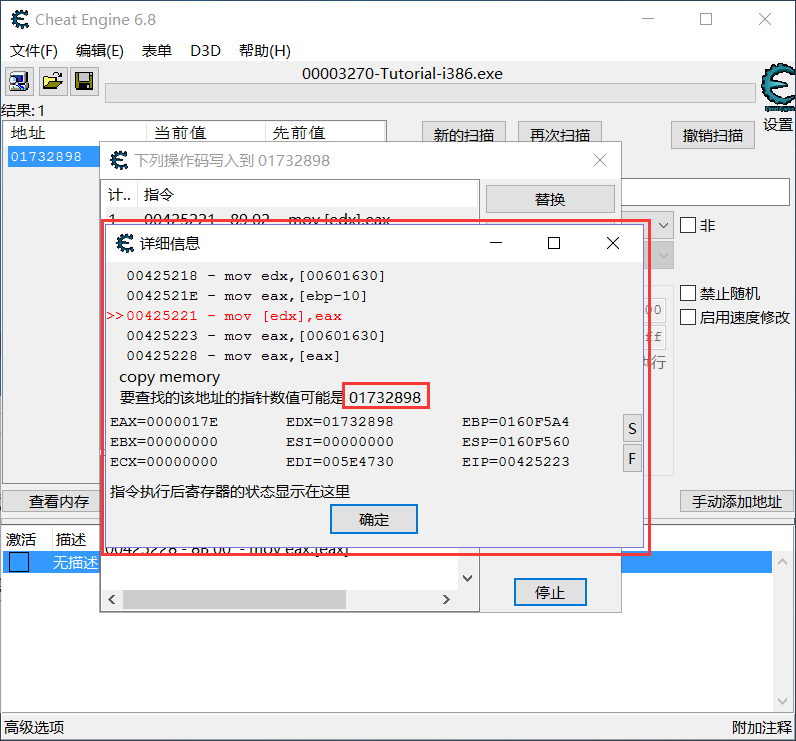 Cheat Engine 6.8
文件(F) 编辑(E) 表单 D3D 帮助(H)
00003270-Tutorial-i386.exe
结果: 1
设置
地址 当前值 先前值
新的扫描 再次扫描 撤销扫描
01732898
下列操作码写入到 01732898
计.. 指令
替换
1 00425221 - 89 02 - mov [edx],eax
非
详细信息
00425218 - mov edx,[00601630]
0042521E - mov eax,[ebp-10]
>>00425221 - mov [edx],eax
00425223 - mov eax,[00601630]
00425228 - mov eax,[eax]
禁止随机
00
启用速度修改
ff
执行
copy memory
要查找的该地址的指针数值可能是 01732898
EAX=0000017E EDX=01732898 EBP=0160F5A4
EBX=00000000 ESI=00000000 ESP=0160F560
ECX=00000000 EDI=005E4730 EIP=00425223
S
F
指令执行后寄存器的状态显示在这里
确定
查看内存
手动添加地址
激活 描述
00425228 - 8B 00 - mov eax,[eax]
无描述
停止
高级选项
附加注释